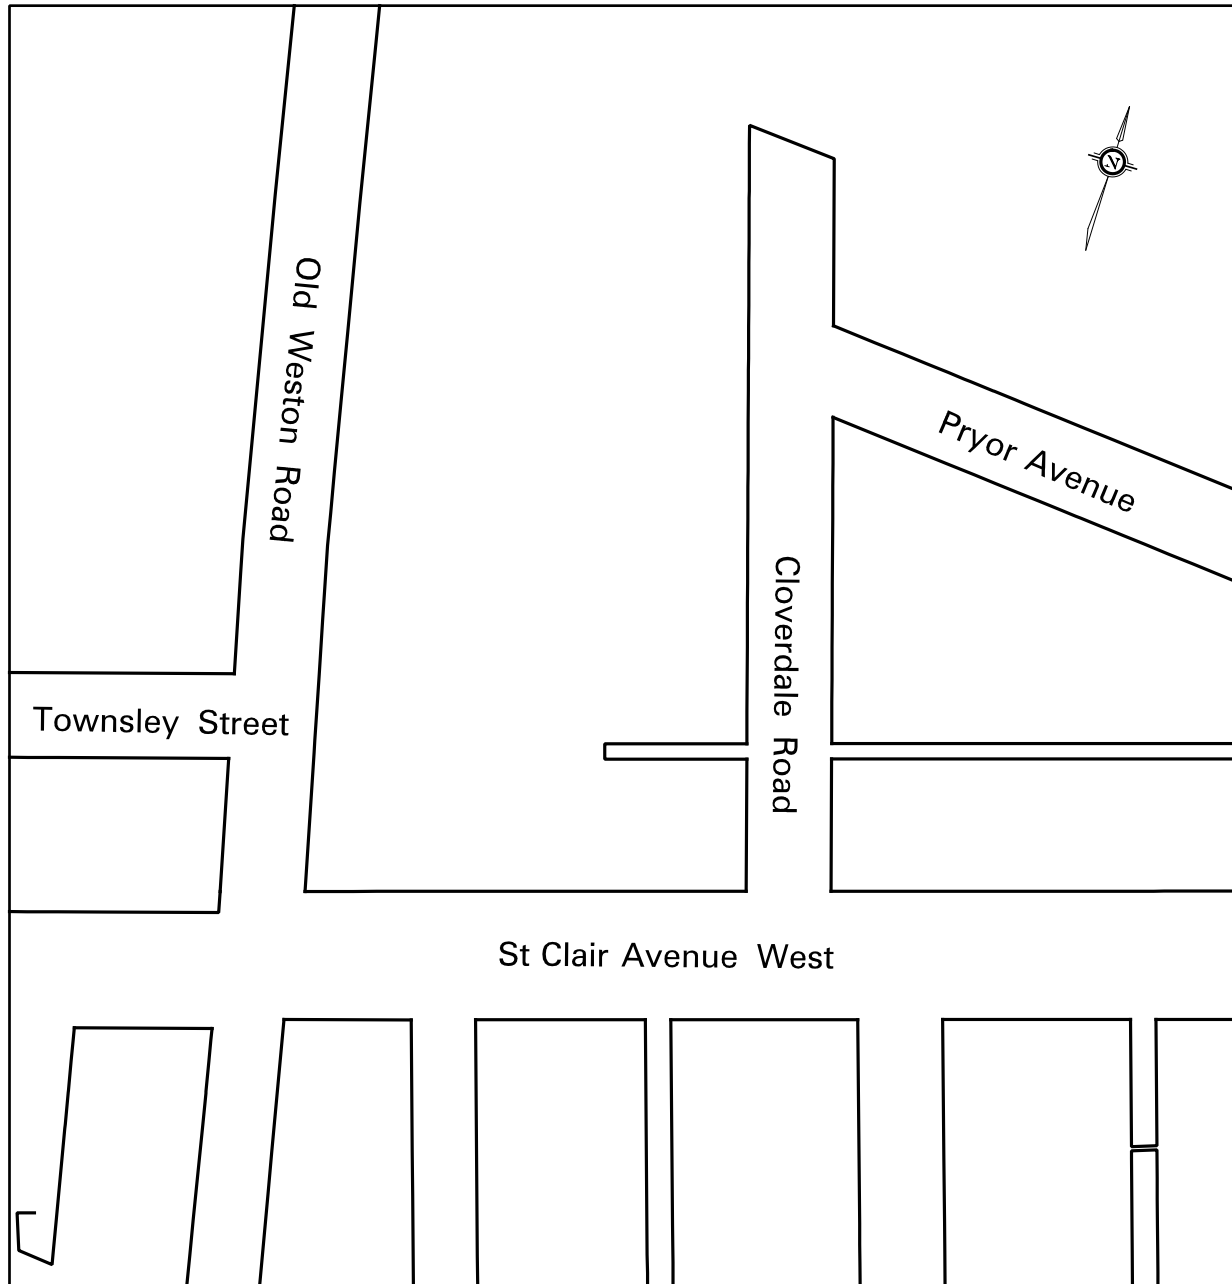 Old Weston Road
N
Pryor Avenue
Cloverdale Road
Townsley Street
St Clair Avenue West